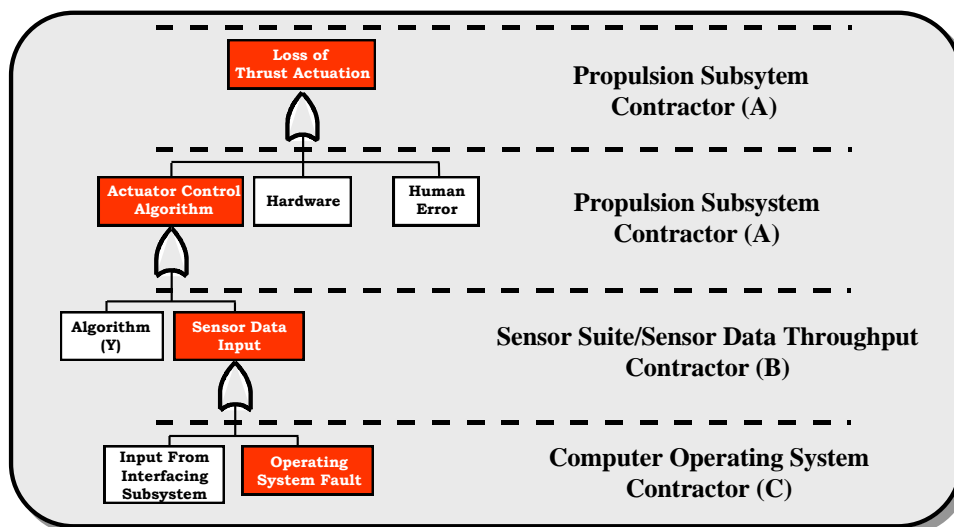 Loss of
Thrust Actuation
Propulsion Subsytem
Contractor (A)
Actuator Control
Algorithm
Hardware
Human
Error
Propulsion Subsystem
Contractor (A)
Algorithm
(Y)
Sensor Data
Input
Sensor Suite/Sensor Data Throughput
Contractor (B)
Input From
Interfacing
Subsystem
Operating
System Fault
Computer Operating System
Contractor (C)